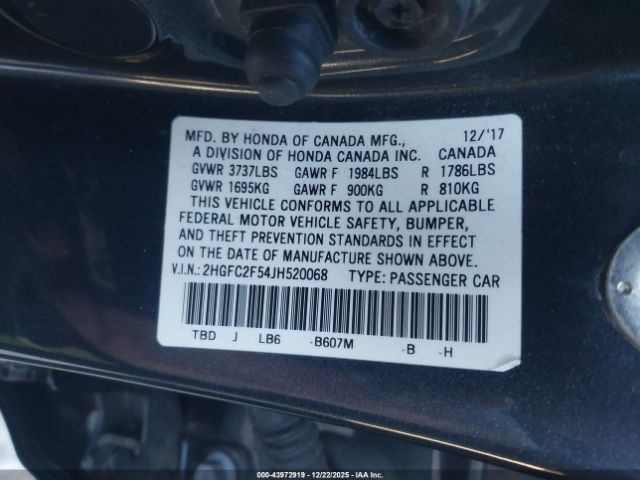 MFD. BY HONDA OF CANADA MFG., 12/'17
A DIVISION OF HONDA CANADA INC. CANADA
GVWR 3737LBS GAWR F 1984LBS R 1786LBS
GVWR 1695KG GAWR F 900KG R 810KG
THIS VEHICLE CONFORMS TO ALL APPLICABLE
FEDERAL MOTOR VEHICLE SAFETY, BUMPER,
AND THEFT PREVENTION STANDARDS IN EFFECT
ON THE DATE OF MANUFACTURE SHOWN ABOVE.
V.I.N.: 2HGFC2F54JH520068 TYPE: PASSENGER CAR
TBD J LB6 -B607M -B -H
000-43972919 - 12/22/2025 - IAA Inc.